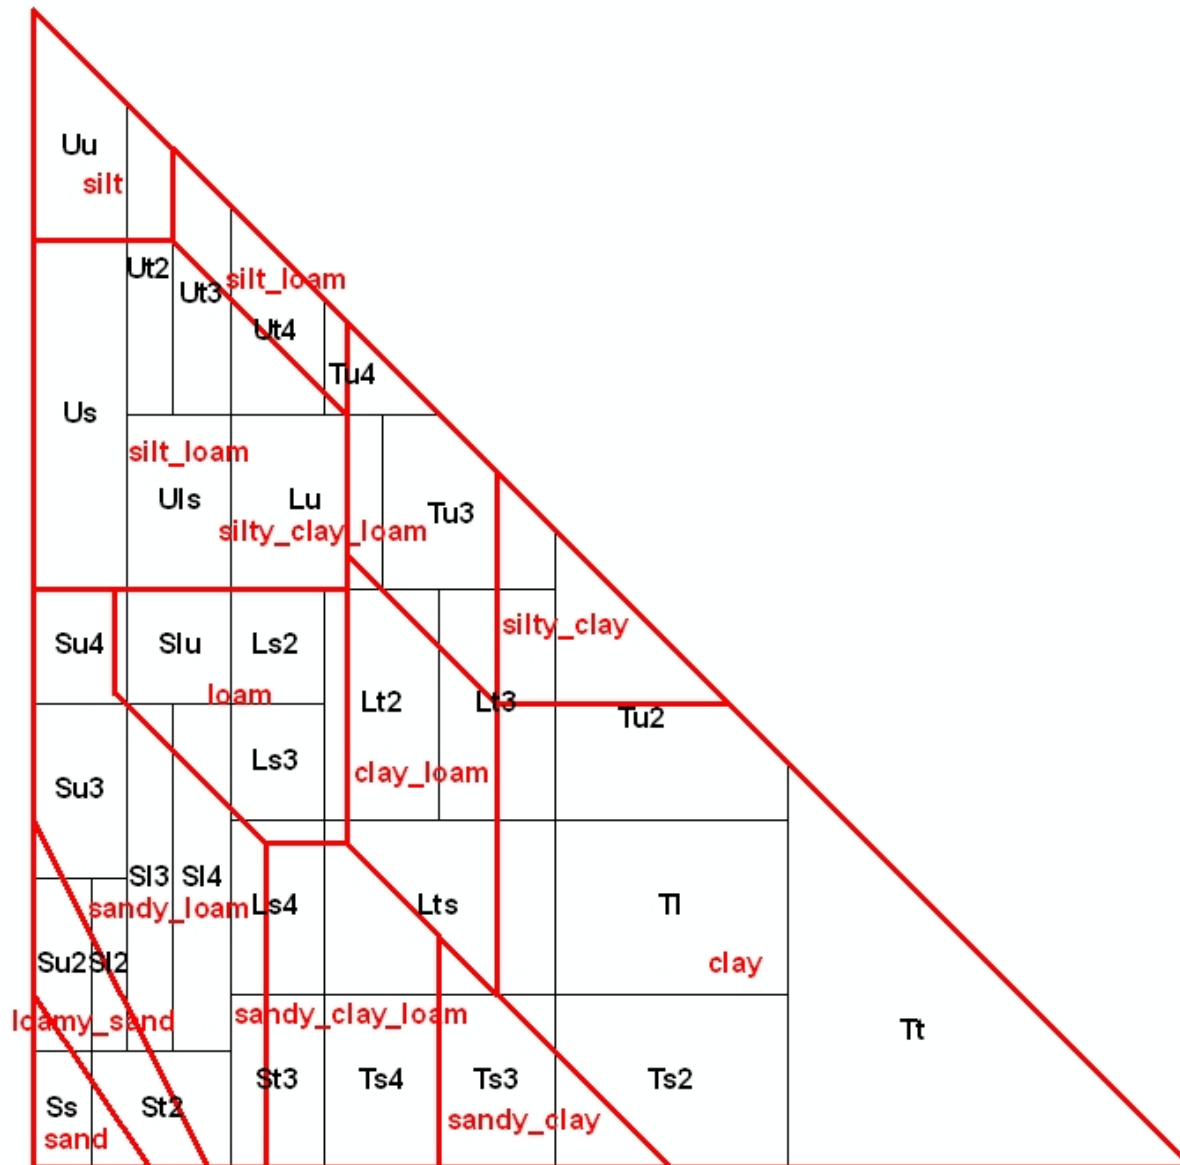 Uu
silt
Ut2
silt_loam
Ut3
Ut4
Tu4
Us
silt_loam
Uls
Lu
Tu3
silty_clay_loam
silty_clay
Su4
Slu
Ls2
loam
Lt2
Lt3
Tu2
Ls3
clay_loam
Su3
Sl3
Sl4
sandy_loam
Ls4
Lts
Tl
Su2
Sl2
clay
loamy_sand
sandy_clay_loam
Tt
Ss
St2
St3
Ts4
Ts3
Ts2
sand
sandy_clay